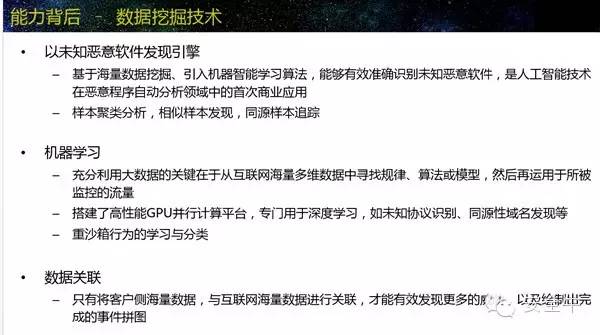 能力背后 - 数据挖掘技术
• 以未知恶意软件发现引擎
– 基于海量数据挖掘、引入机器智能学习算法，能够有效准确识别未知恶意软件，是人工智能技术
在恶意程序自动分析领域中的首次商业应用
– 样本聚类分析，相似样本发现，同源样本追踪
• 机器学习
– 充分利用大数据的关键在于从互联网海量多维数据中寻找规律、算法或模型，然后再运用于所被
监控的流量
– 搭建了高性能GPU并行计算平台，专门用于深度学习，如未知协议识别、同源性域名发现等
– 重沙箱行为的学习与分类
• 数据关联
– 只有将客户侧海量数据，与互联网海量数据进行关联，才能有效发现更多的 以及绘制出完
成的事件拼图
安全牛